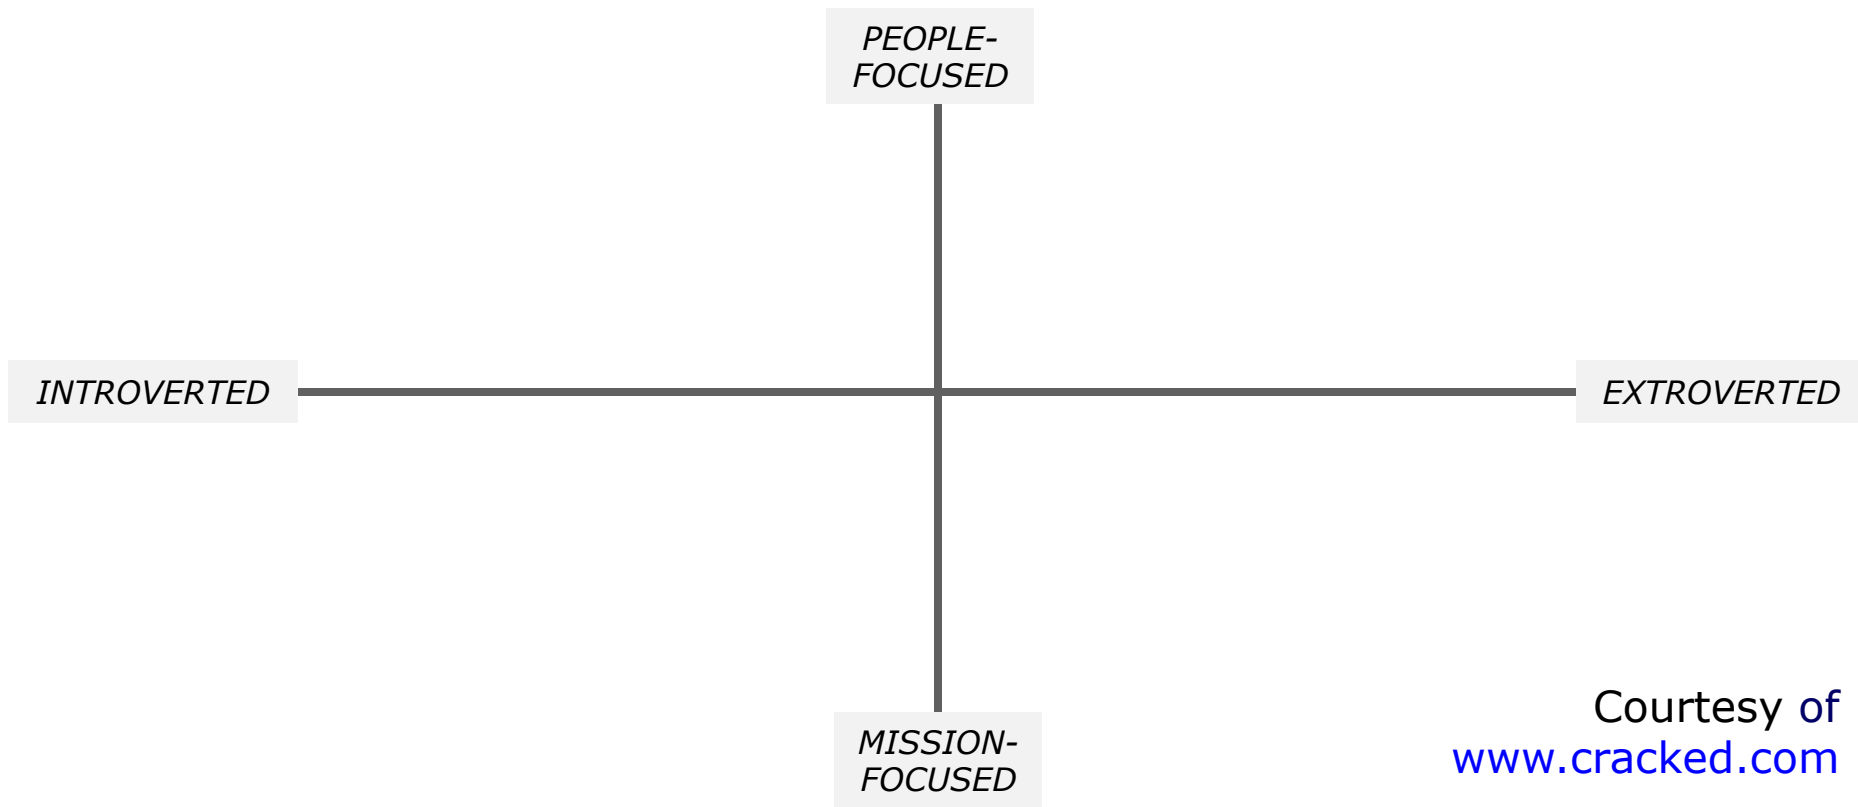 PEOPLE-
FOCUSED
INTROVERTED
EXTROVERTED
MISSION-
FOCUSED
Courtesy of
www.cracked.com